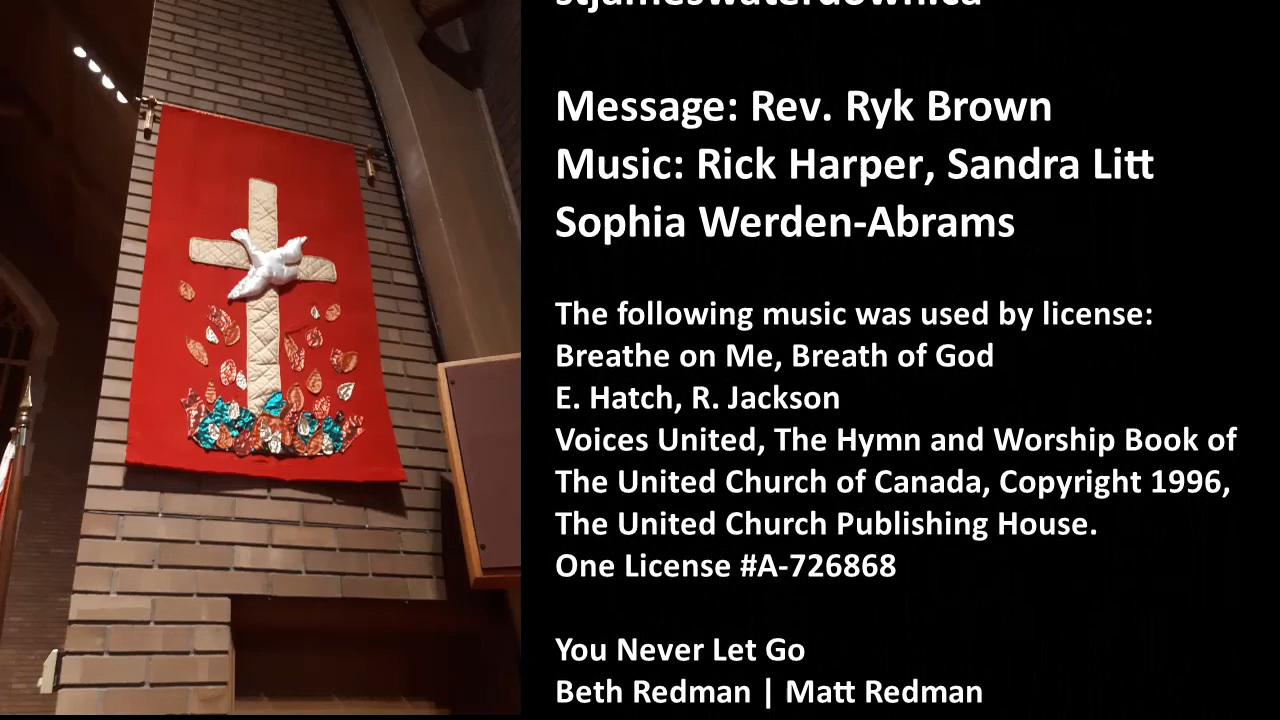 stjameswaterdown.ca
Message: Rev. Ryk Brown
Music: Rick Harper, Sandra Litt
Sophia Werden-Abrams
The following music was used by license:
Breathe on Me, Breath of God
E. Hatch, R. Jackson
Voices United, The Hymn and Worship Book of
The United Church of Canada, Copyright 1996,
The United Church Publishing House.
One License #A-726868
You Never Let Go
Beth Redman | Matt Redman